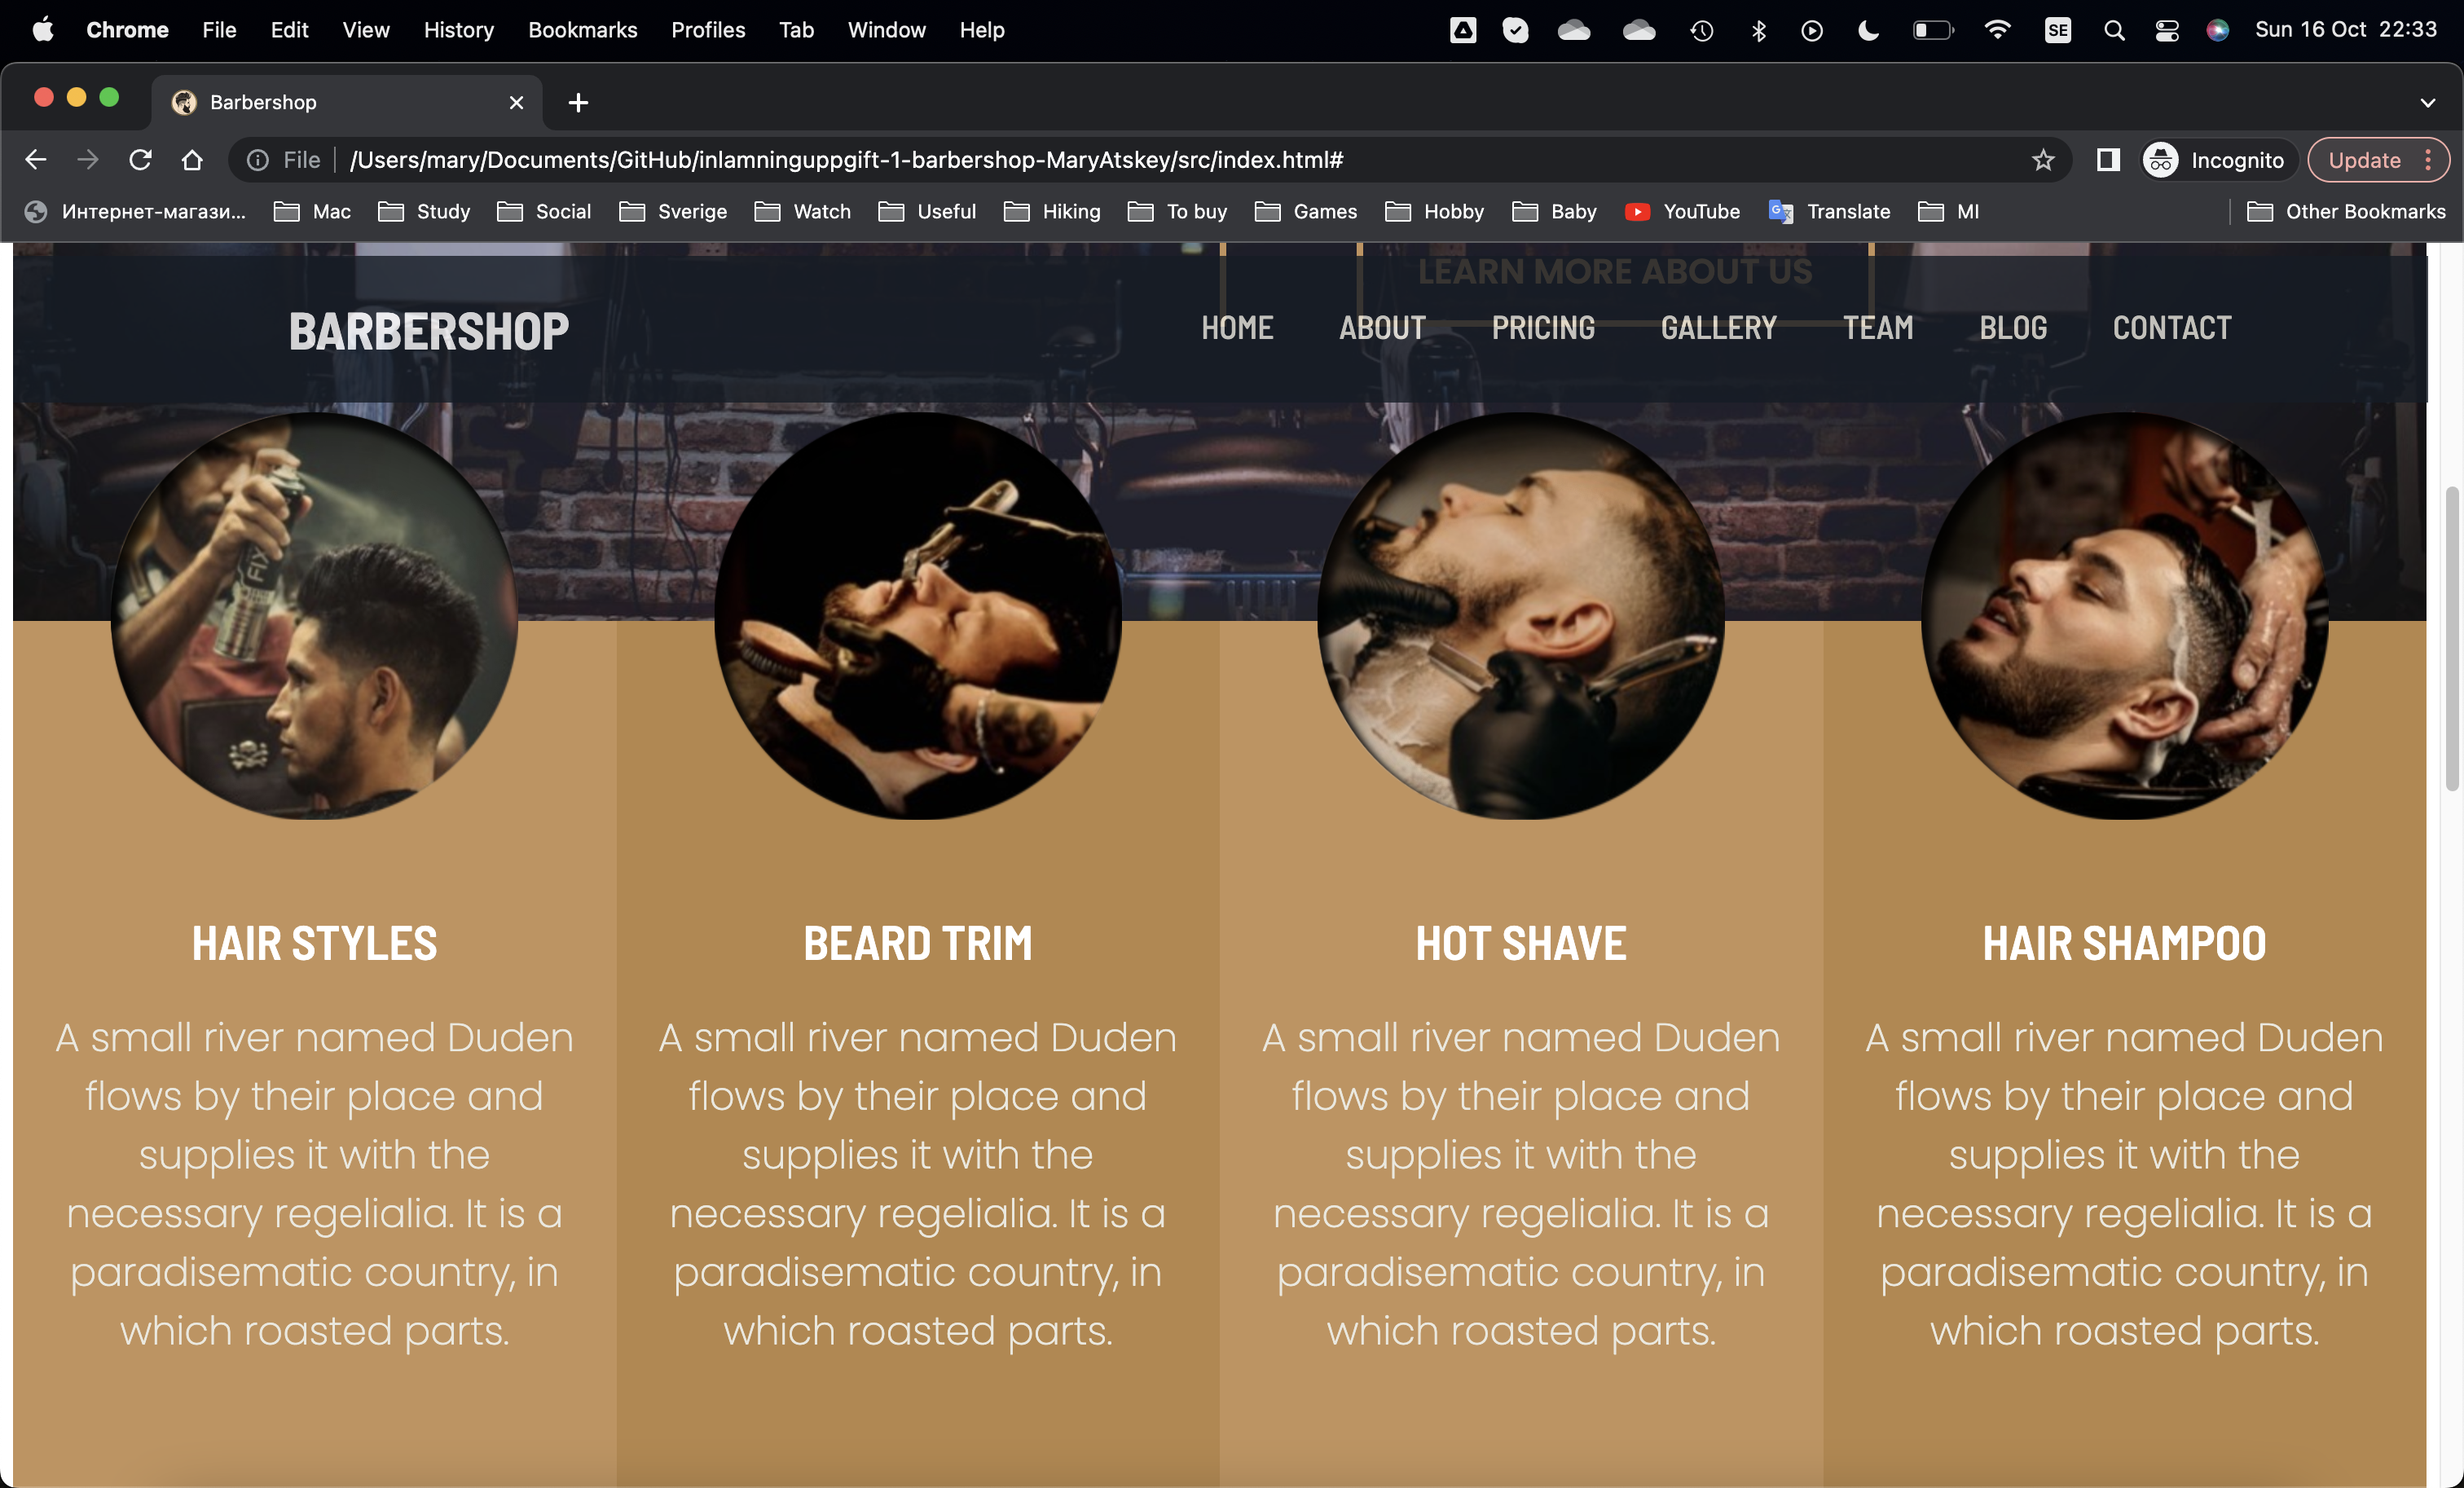 Chrome File Edit View History Bookmarks Profiles Tab Window Help SE Sun 16 Oct 22:33
Barbershop
File /Users/mary/Documents/GitHub/inlamninguppgift-1-barbershop-MaryAtskey/src/index.html# Incognito Update
Интернет-магази... Mac Study Social Sverige Watch Useful Hiking To buy Games Hobby Baby YouTube Translate MI Other Bookmarks
LEARN MORE ABOUT US
BARBERSHOP HOME ABOUT PRICING GALLERY TEAM BLOG CONTACT
FIX
HAIR STYLES
A small river named Duden
flows by their place and
supplies it with the
necessary regelialia. It is a
paradisematic country, in
which roasted parts.
BEARD TRIM
A small river named Duden
flows by their place and
supplies it with the
necessary regelialia. It is a
paradisematic country, in
which roasted parts.
HOT SHAVE
A small river named Duden
flows by their place and
supplies it with the
necessary regelialia. It is a
paradisematic country, in
which roasted parts.
HAIR SHAMPOO
A small river named Duden
flows by their place and
supplies it with the
necessary regelialia. It is a
paradisematic country, in
which roasted parts.